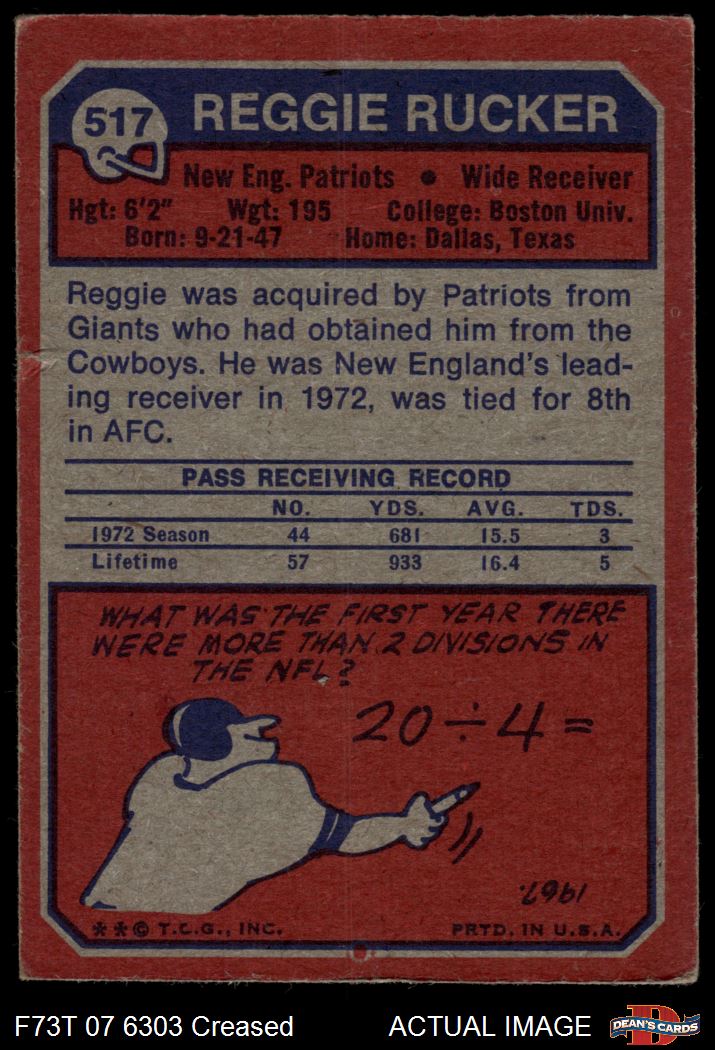 517 REGGIE RUCKER
New Eng. Patriots • Wide Receiver
Hgt: 6'2" Wgt: 195 College: Boston Univ.
Born: 9-21-47 Home: Dallas, Texas
Reggie was acquired by Patriots from
Giants who had obtained him from the
Cowboys. He was New England's lead-
ing receiver in 1972, was tied for 8th
in AFC.
PASS RECEIVING RECORD
NO. YDS. AVG. TDS.
1972 Season 44 681 15.5 3
Lifetime 57 933 16.4 5
WHAT WAS THE FIRST YEAR THERE
WERE MORE THAN 2 DIVISIONS IN
THE NFL?
20 ÷ 4 =
1967.
** © T.C.G., INC. PRTD. IN U.S.A.
F73T 07 6303 Creased ACTUAL IMAGE
D
DEAN'S CARDS